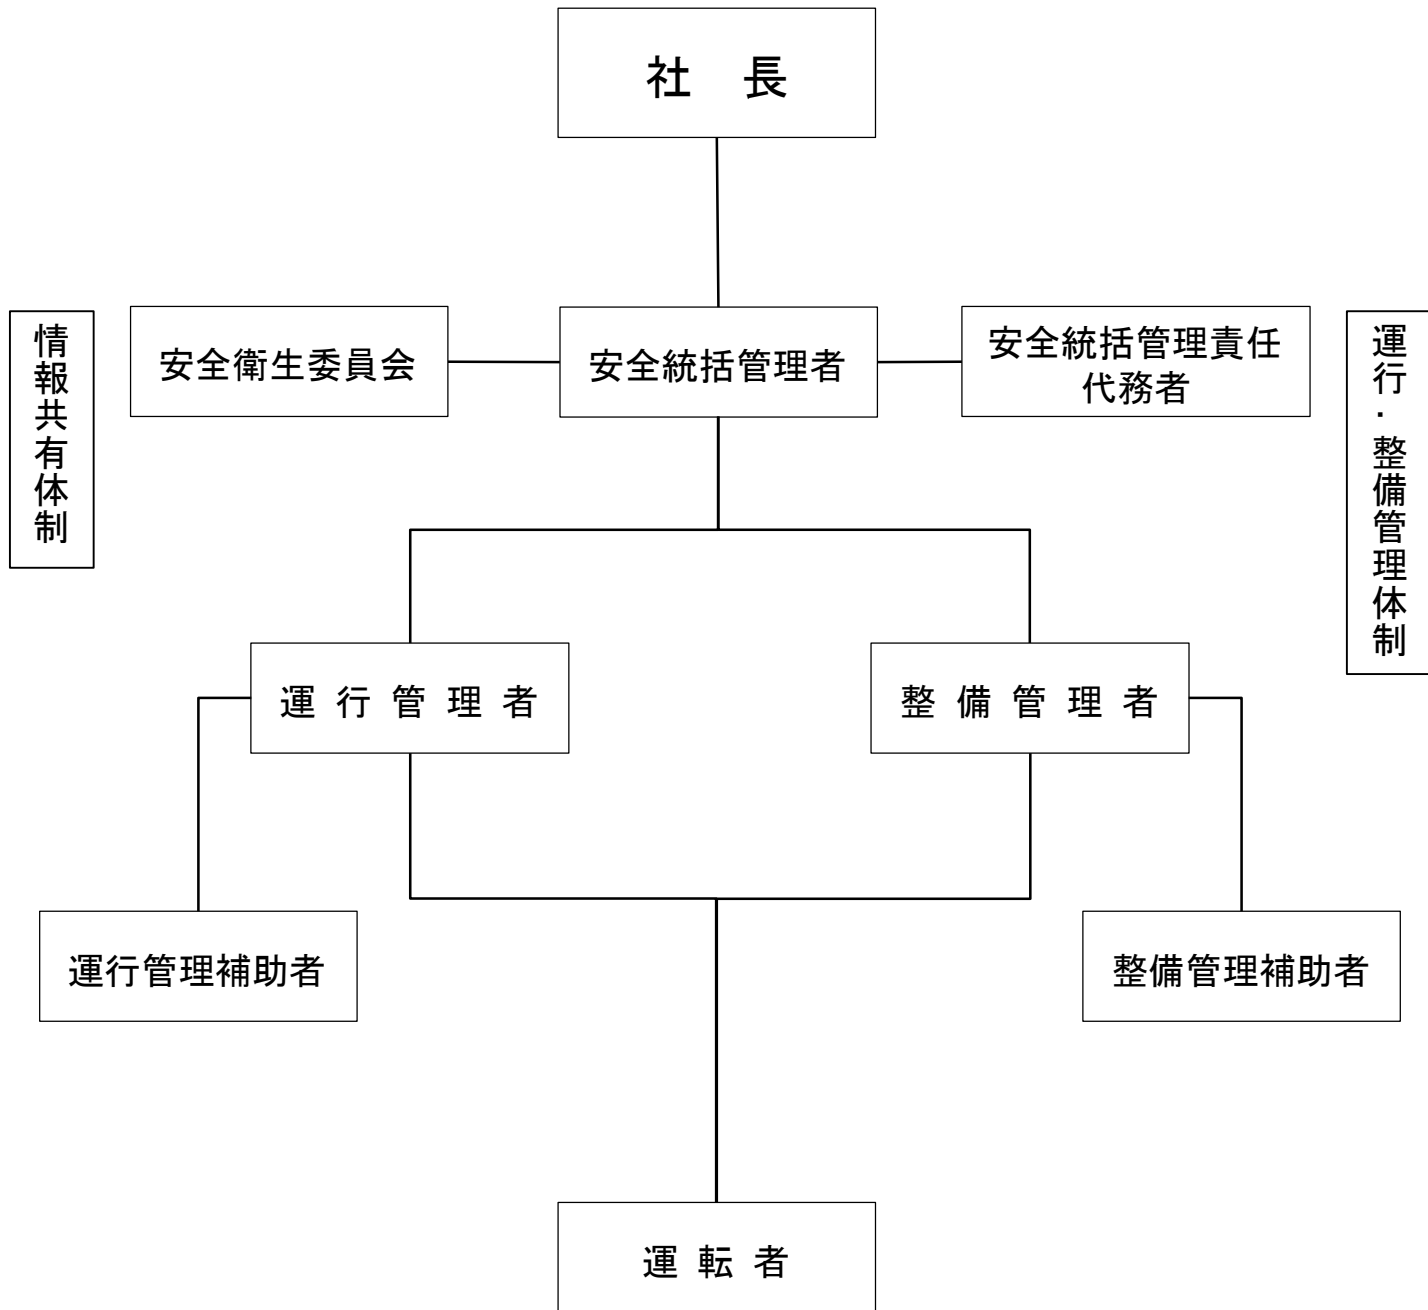 社　長
情報共有体制
安全衛生委員会
安全統括管理者
安全統括管理責任
代務者
運行・整備管理体制
運行管理者
整備管理者
運行管理補助者
整備管理補助者
運転者